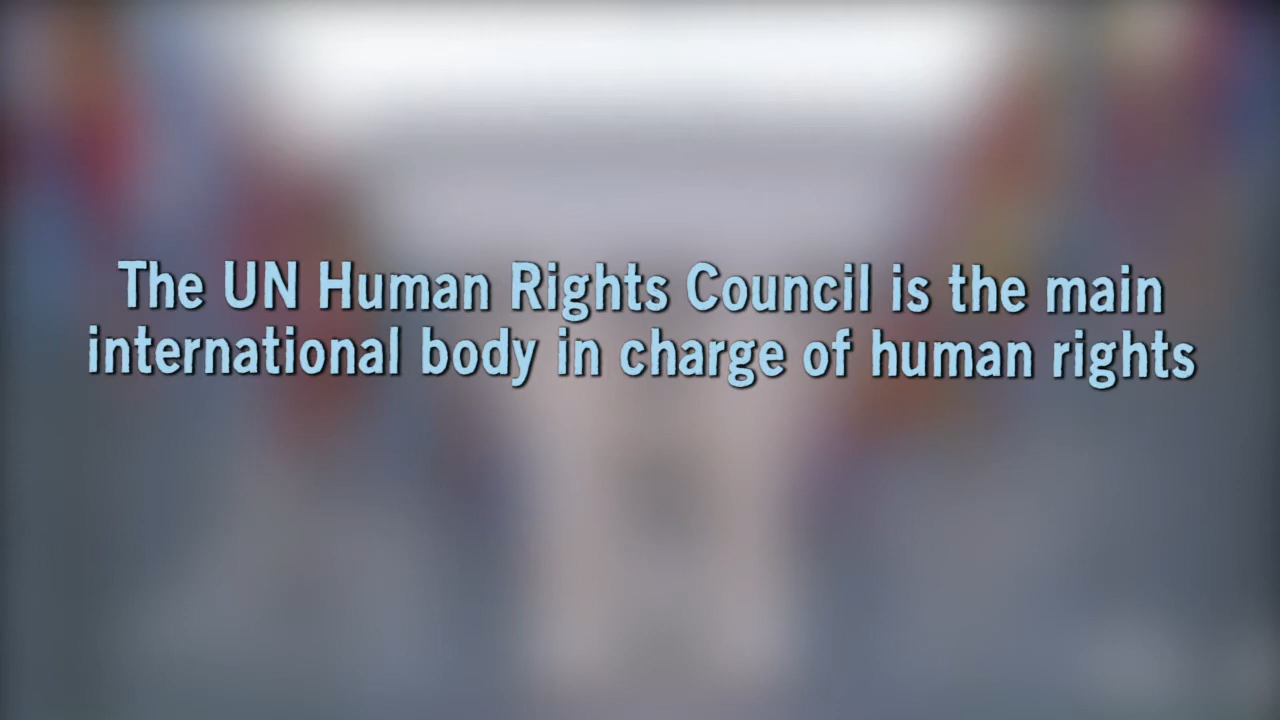 The UN Human Rights Council is the main
international body in charge of human rights